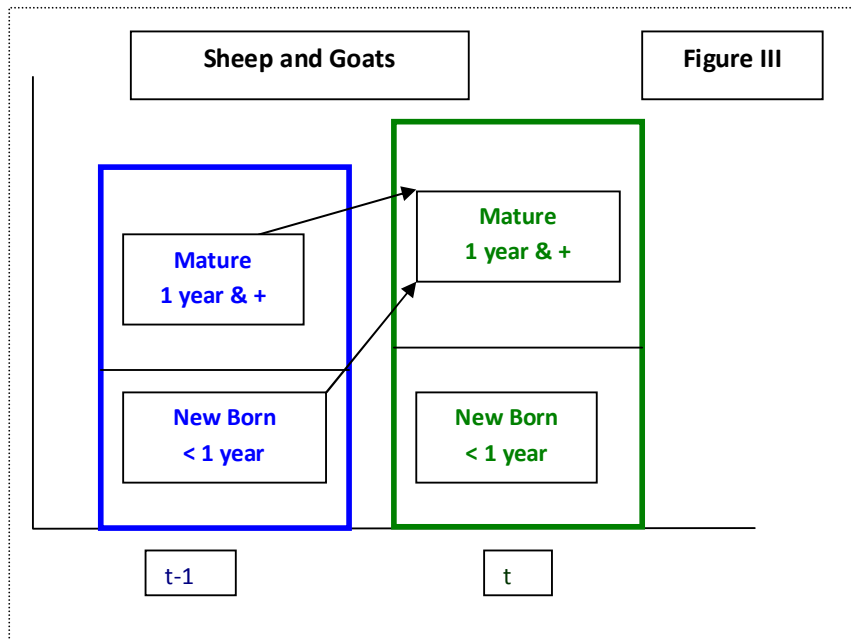 Sheep and Goats
Figure III
Mature
1 year & +
New Born
< 1 year
Mature
1 year & +
New Born
< 1 year
t-1
t